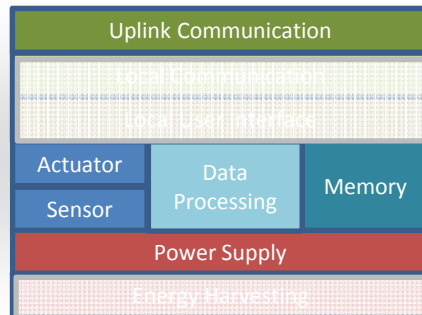 Uplink Communication
Local Communication
Local User Interface
Actuator
Data
Processing
Memory
Sensor
Power Supply
Energy Harvesting